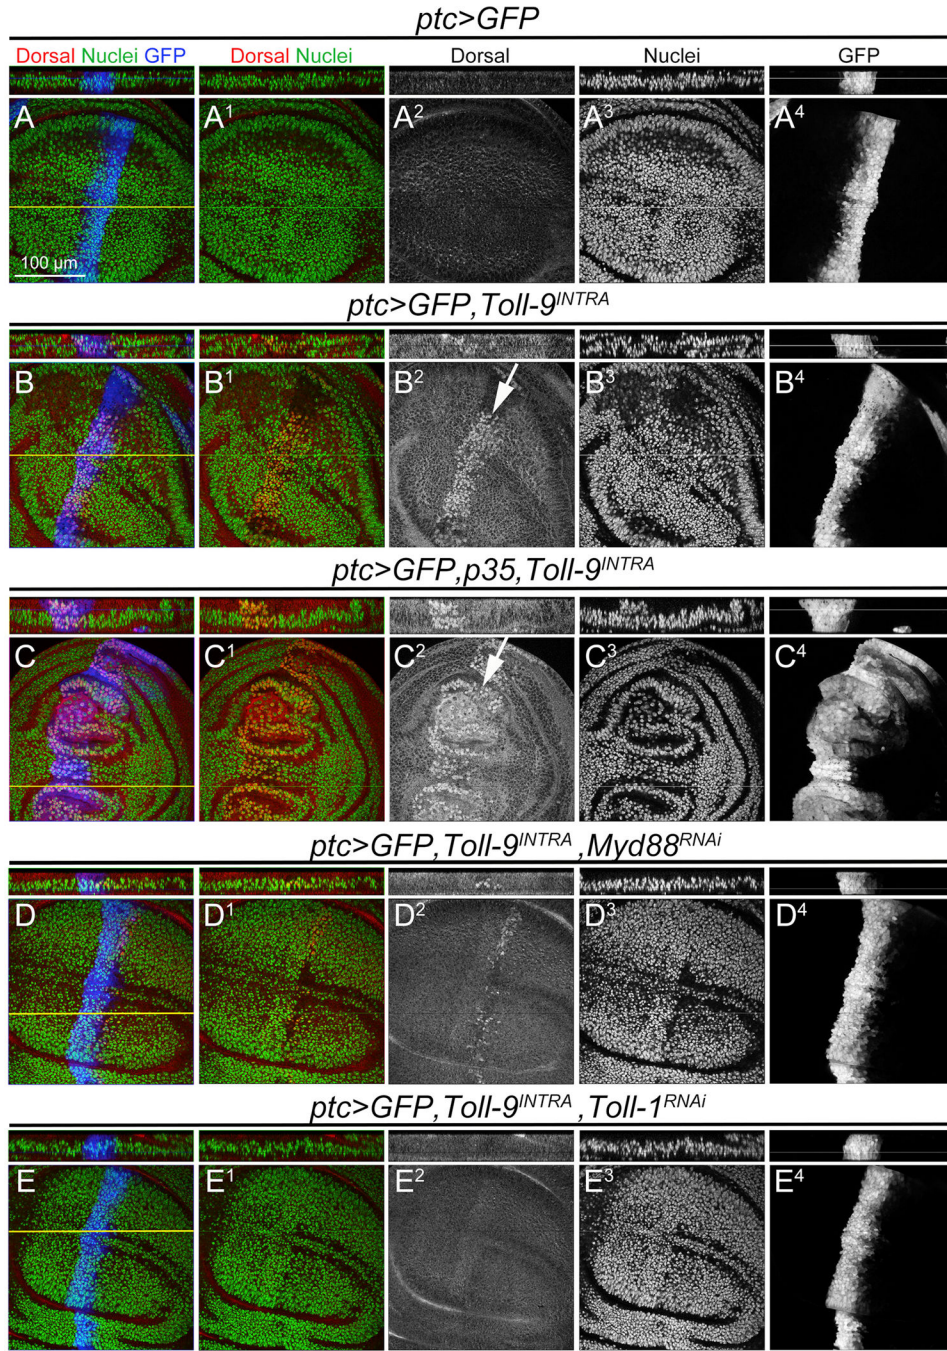 ptc>GFP
Dorsal Nuclei GFP Dorsal Nuclei Dorsal Nuclei GFP
A A¹ A² A³ A⁴
100 µm
ptc>GFP,Toll-9ᴵᴺᵀᴿᴬ
B B¹ B² B³ B⁴
ptc>GFP,p35,Toll-9ᴵᴺᵀᴿᴬ
C C¹ C² C³ C⁴
ptc>GFP,Toll-9ᴵᴺᵀᴿᴬ,Myd88ᴿᴺᴬⁱ
D D¹ D² D³ D⁴
ptc>GFP,Toll-9ᴵᴺᵀᴿᴬ,Toll-1ᴿᴺᴬⁱ
E E¹ E² E³ E⁴